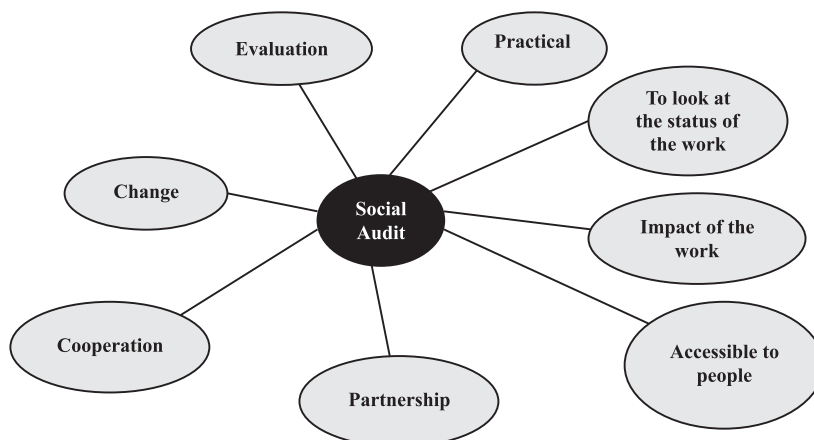 Evaluation
Practical
To look at
the status of
the work
Change
Social
Audit
Impact of the
work
Cooperation
Accessible to
people
Partnership